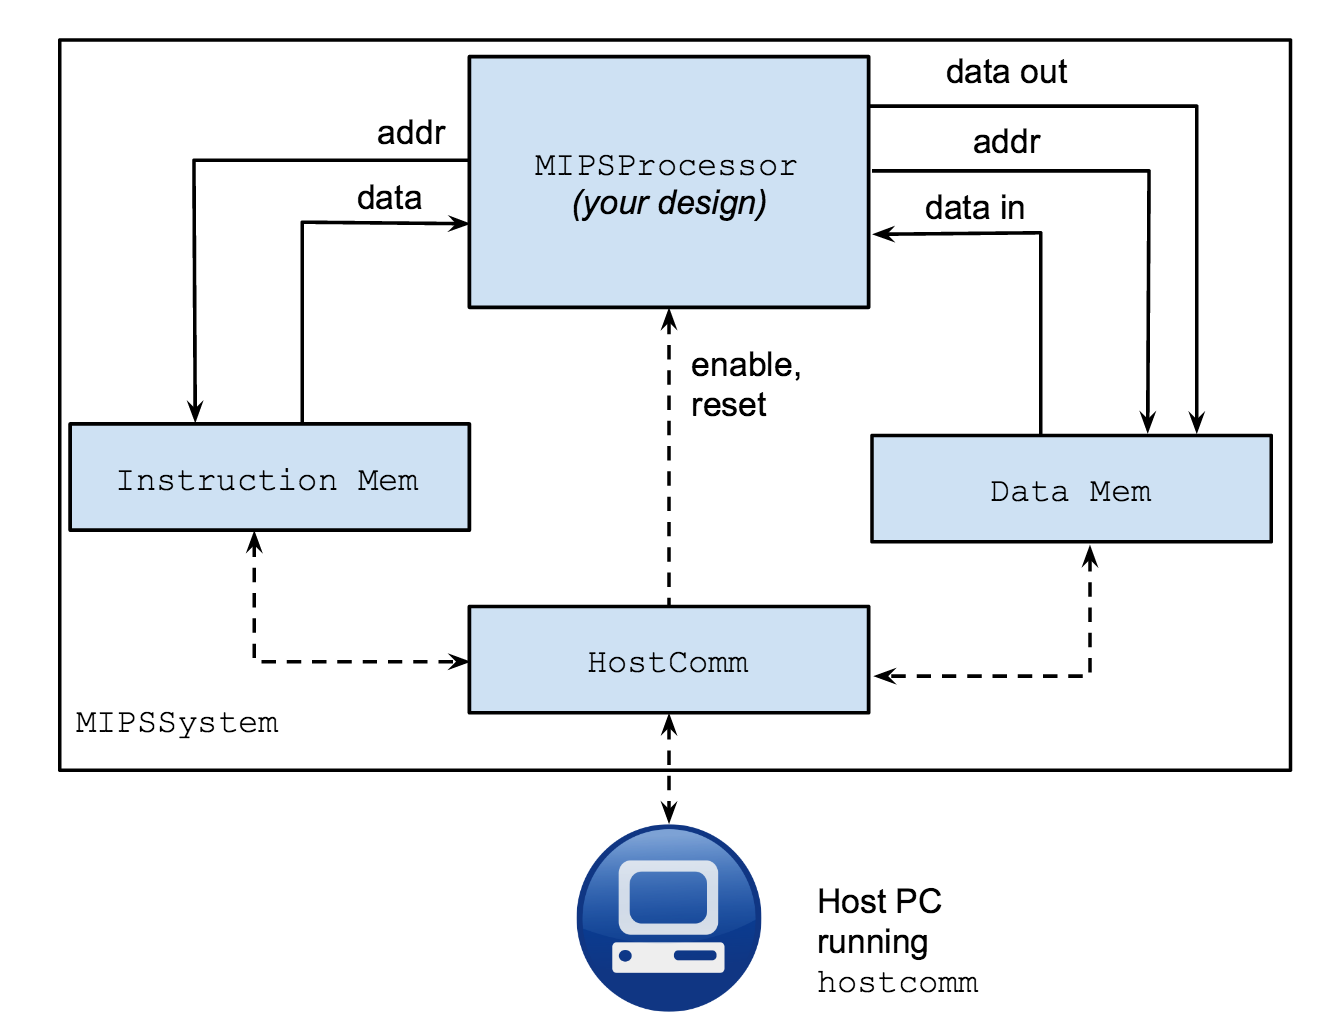 data out
addr
addr
MIPSProcessor
(your design)
data
data in
enable,
reset
Instruction Mem
Data Mem
HostComm
MIPSSystem
Host PC
running
hostcomm